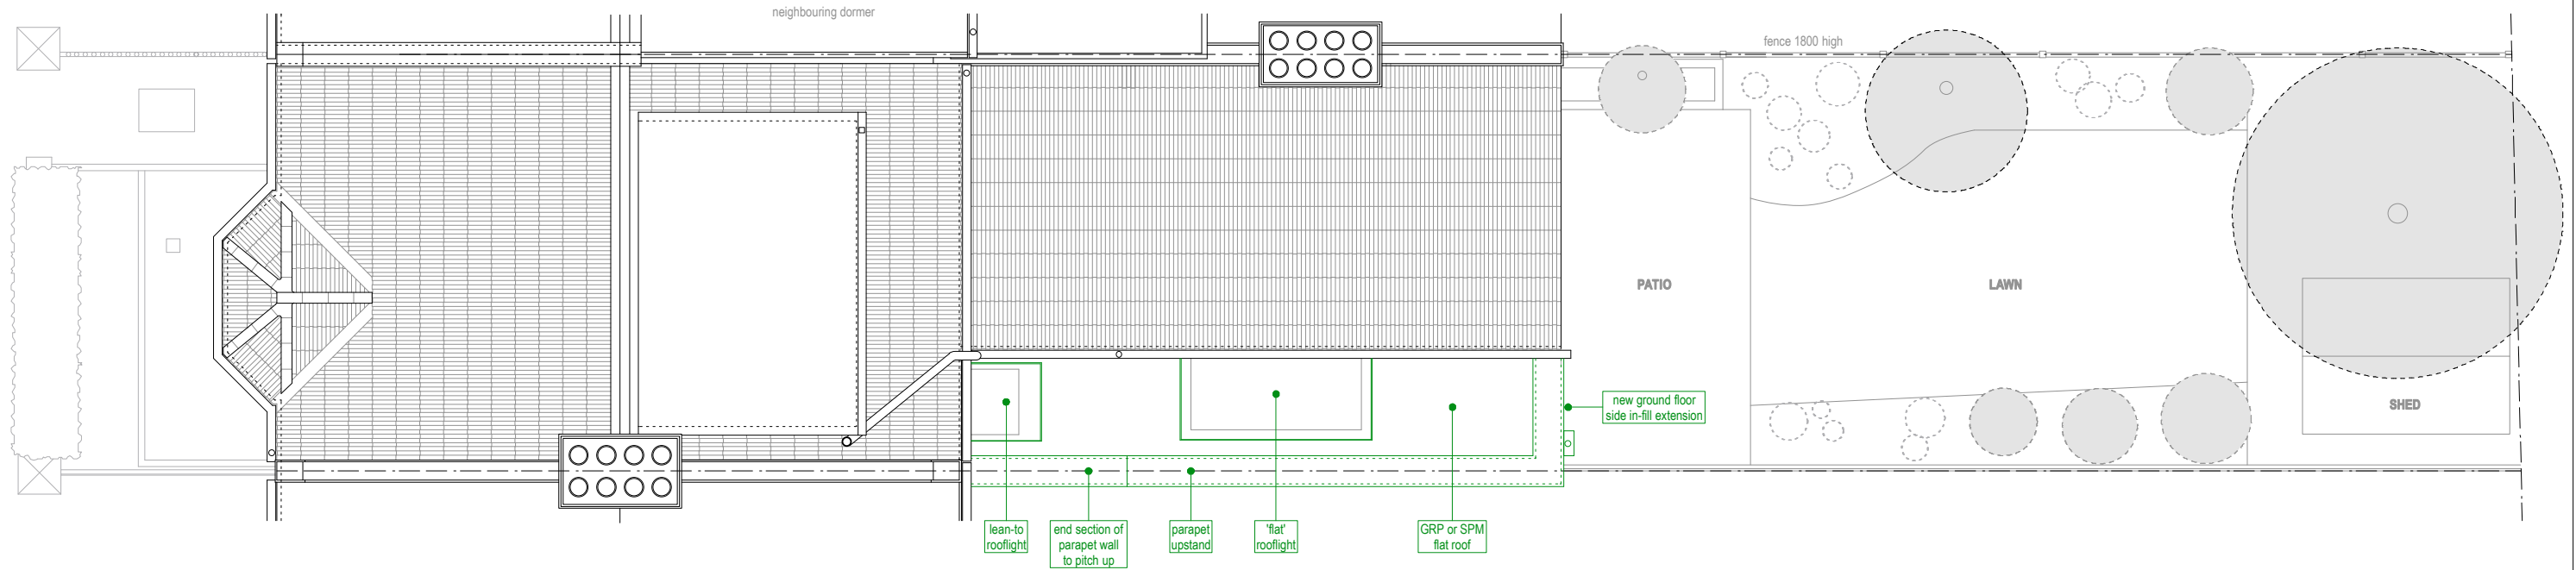 neighbouring dormer
fence 1800 high
PATIO
LAWN
SHED
new ground floor
side in-fill extension
lean-to
rooflight
end section of
parapet wall
to pitch up
parapet
upstand
'flat'
rooflight
GRP or SPM
flat roof